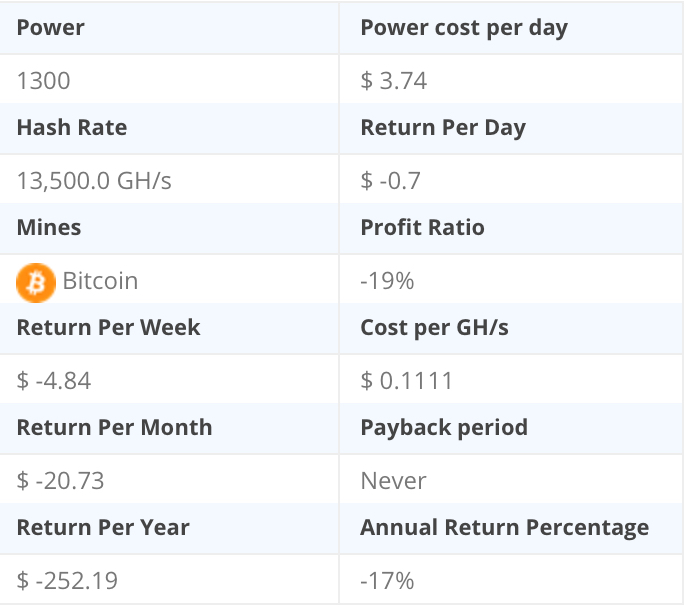 Power Power cost per day
1300 $ 3.74
Hash Rate Return Per Day
13,500.0 GH/s $ -0.7
Mines Profit Ratio
Bitcoin -19%
Return Per Week Cost per GH/s
$ -4.84 $ 0.1111
Return Per Month Payback period
$ -20.73 Never
Return Per Year Annual Return Percentage
$ -252.19 -17%